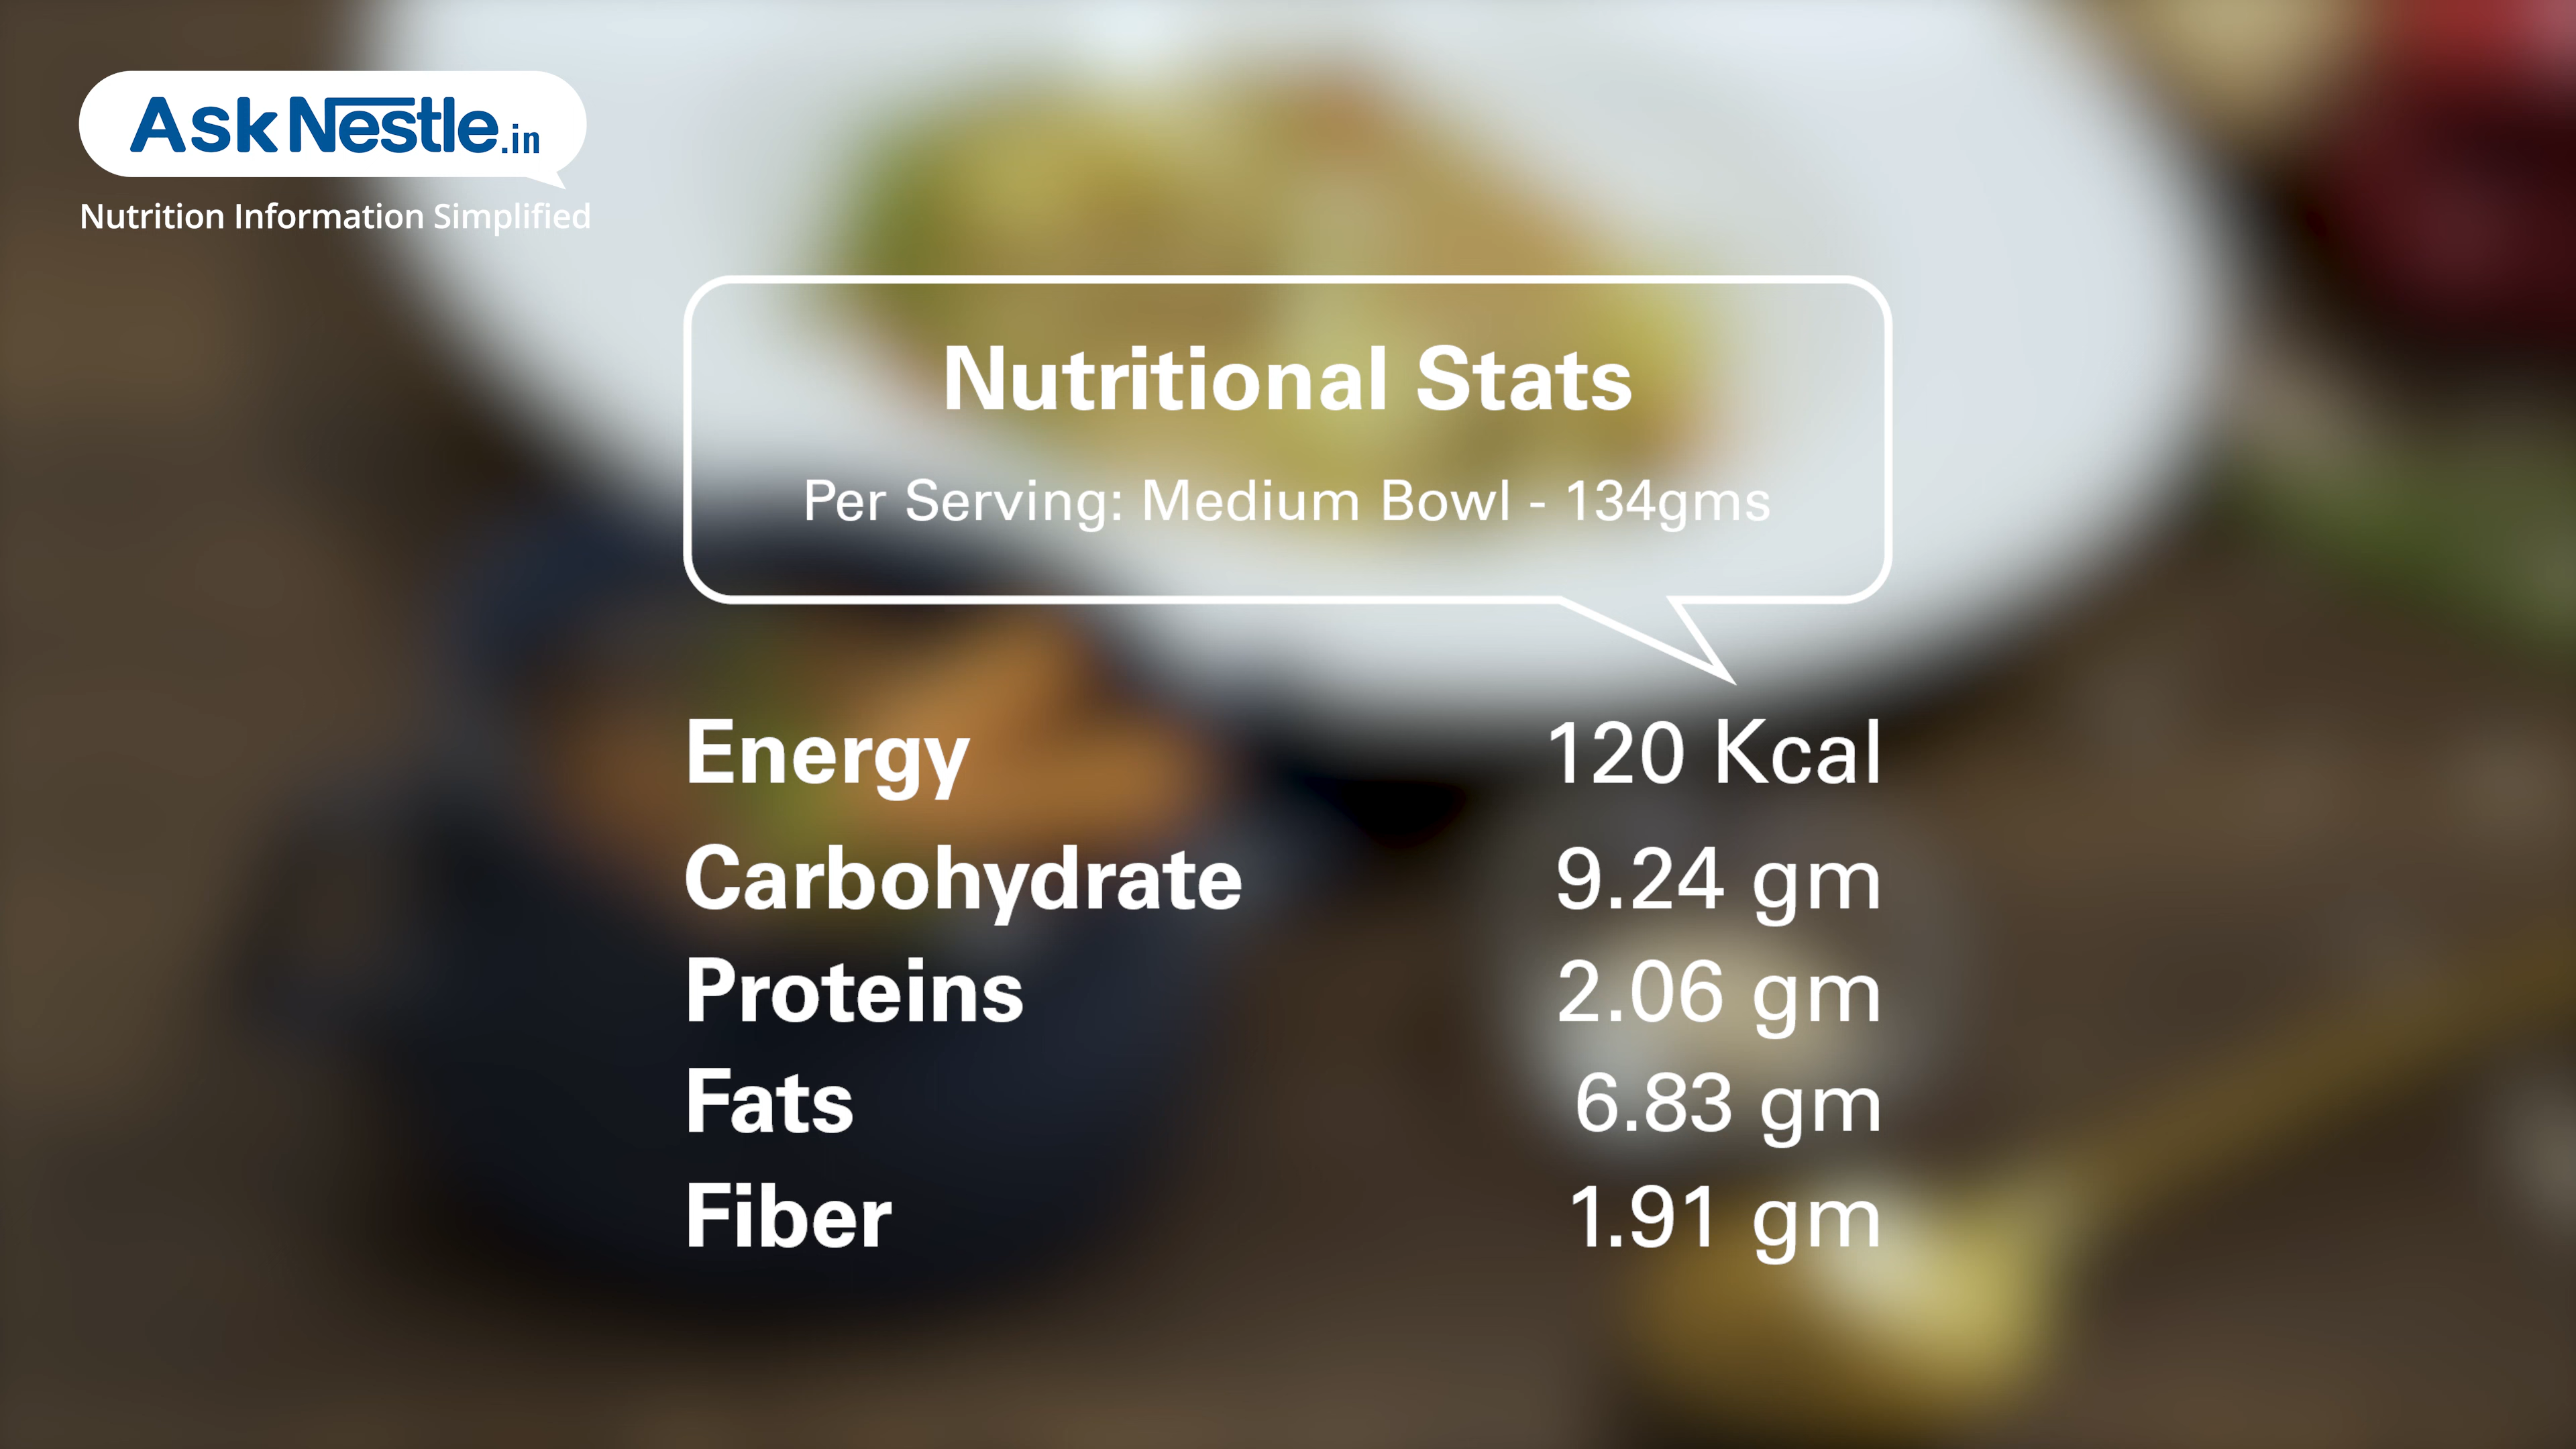 AskNestle.in
Nutrition Information Simplified
Nutritional Stats
Per Serving: Medium Bowl - 134gms
Energy 120 Kcal
Carbohydrate 9.24 gm
Proteins 2.06 gm
Fats 6.83 gm
Fiber 1.91 gm